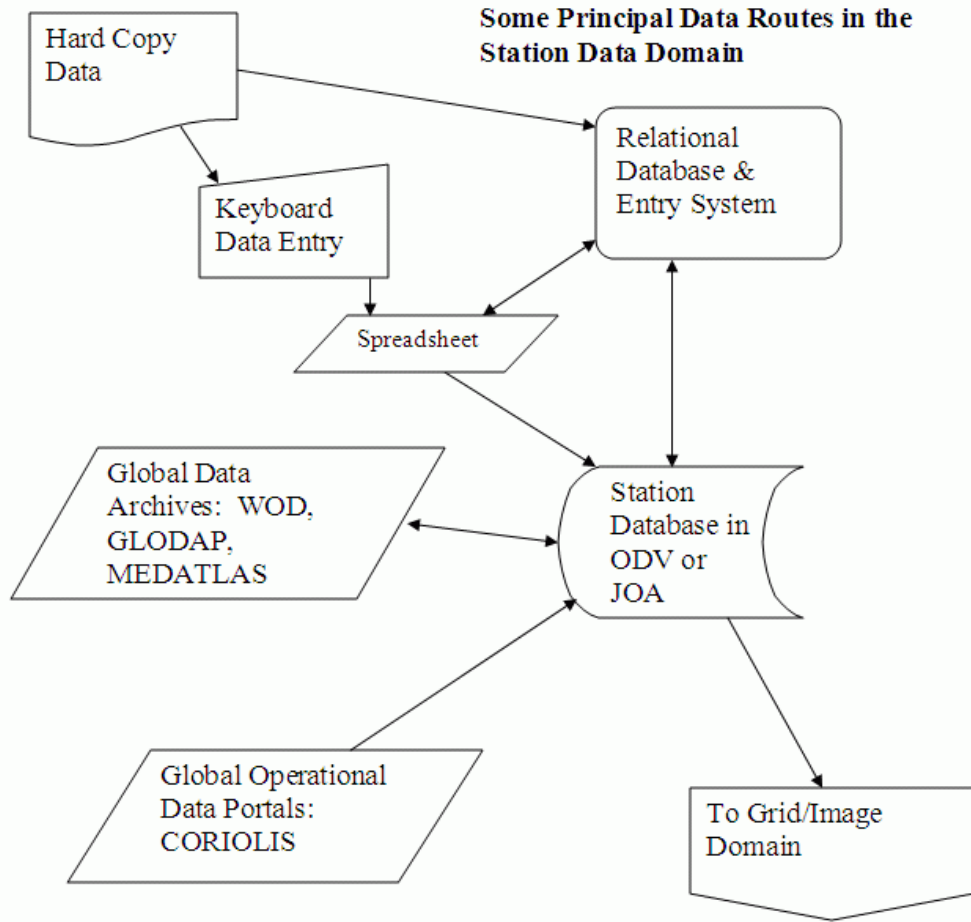 Some Principal Data Routes in the
Station Data Domain
Hard Copy
Data
Relational
Database &
Entry System
Keyboard
Data Entry
Spreadsheet
Global Data
Archives: WOD,
GLODAP,
MEDATLAS
Station
Database in
ODV or
JOA
Global Operational
Data Portals:
CORIOLIS
To Grid/Image
Domain